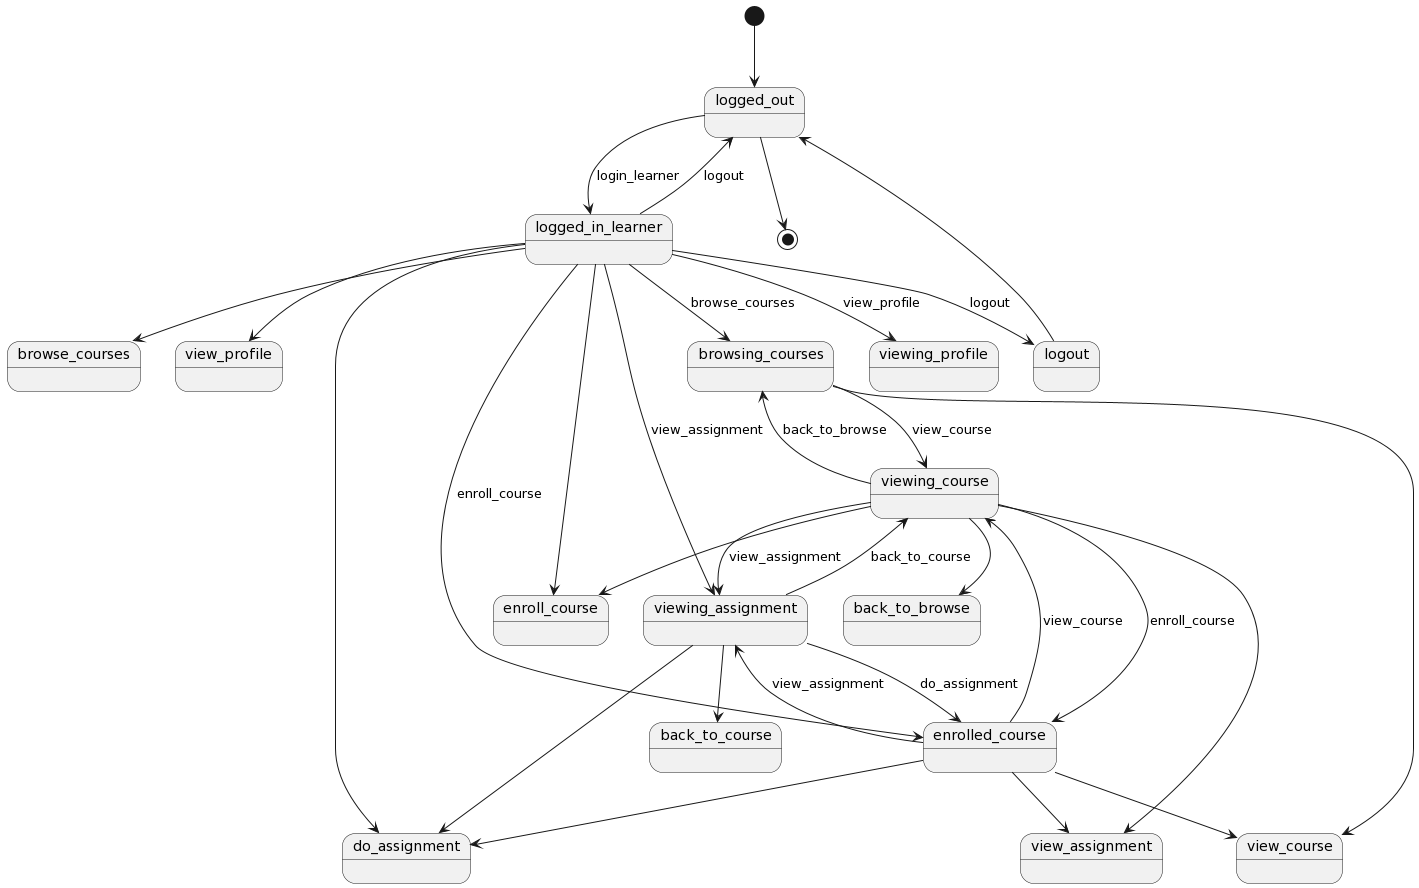 logged_out
login_learner
logout
logged_in_learner
browse_courses
view_profile
logout
browse_courses
view_profile
browsing_courses
viewing_profile
logout
view_assignment
back_to_browse
view_course
viewing_course
enroll_course
view_assignment
back_to_course
enroll_course
viewing_assignment
back_to_browse
view_course
enroll_course
view_assignment
do_assignment
back_to_course
enrolled_course
do_assignment
view_assignment
view_course